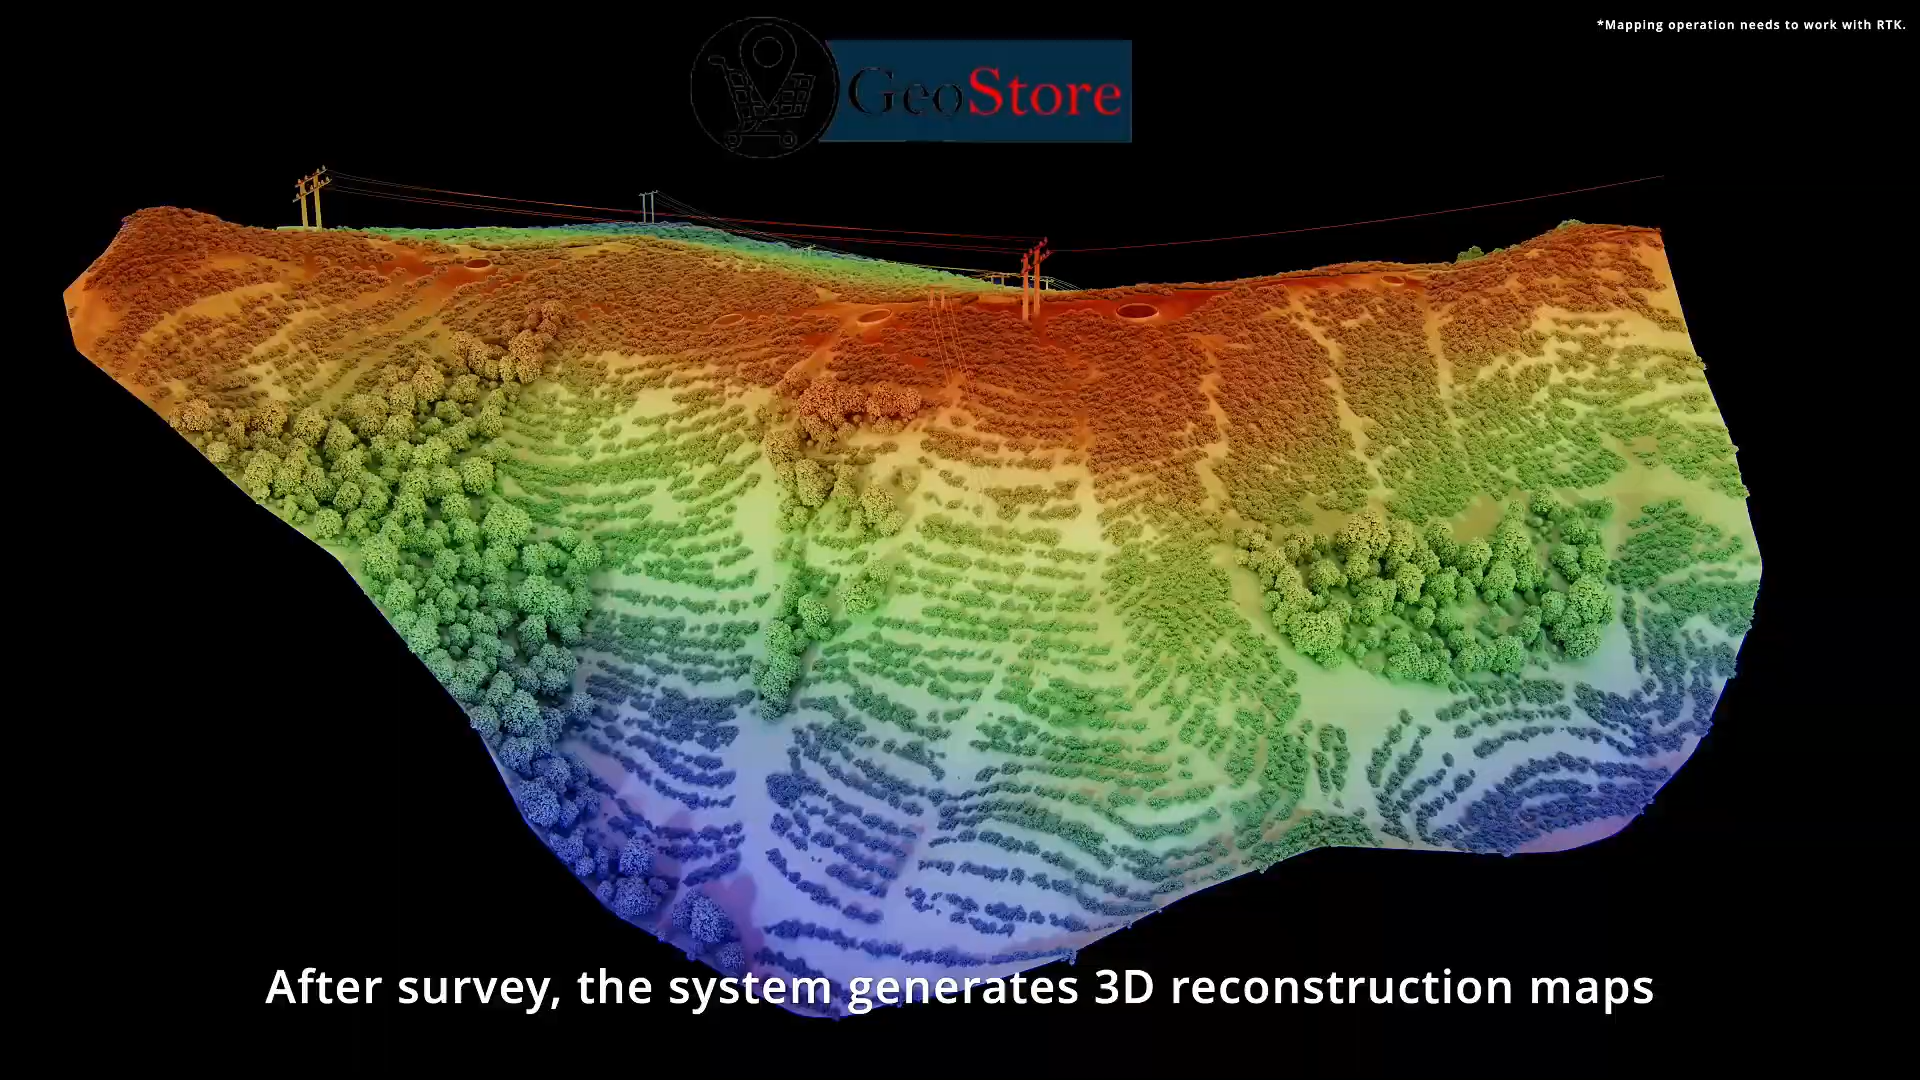 *Mapping operation needs to work with RTK.
GeoStore
After survey, the system generates 3D reconstruction maps